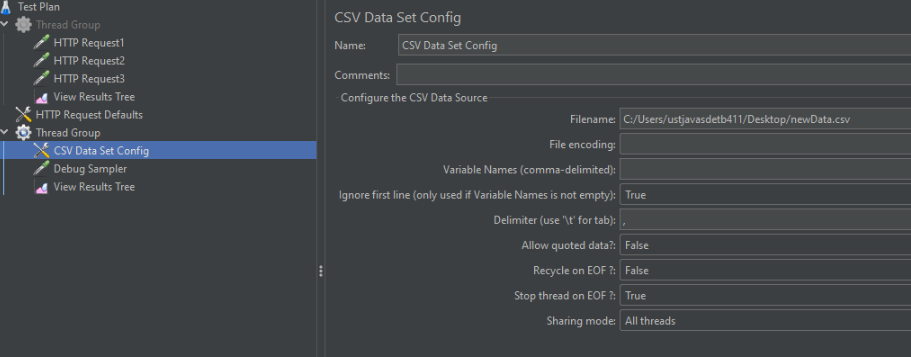 Test Plan
Thread Group
HTTP Request1
HTTP Request2
HTTP Request3
View Results Tree
HTTP Request Defaults
Thread Group
CSV Data Set Config
Debug Sampler
View Results Tree
CSV Data Set Config
Name: CSV Data Set Config
Comments:
Configure the CSV Data Source
Filename: C:/Users/ustjavasdetb411/Desktop/newData.csv
File encoding:
Variable Names (comma-delimited):
Ignore first line (only used if Variable Names is not empty): True
Delimiter (use '\t' for tab): ,
Allow quoted data?: False
Recycle on EOF ?: False
Stop thread on EOF ?: True
Sharing mode: All threads